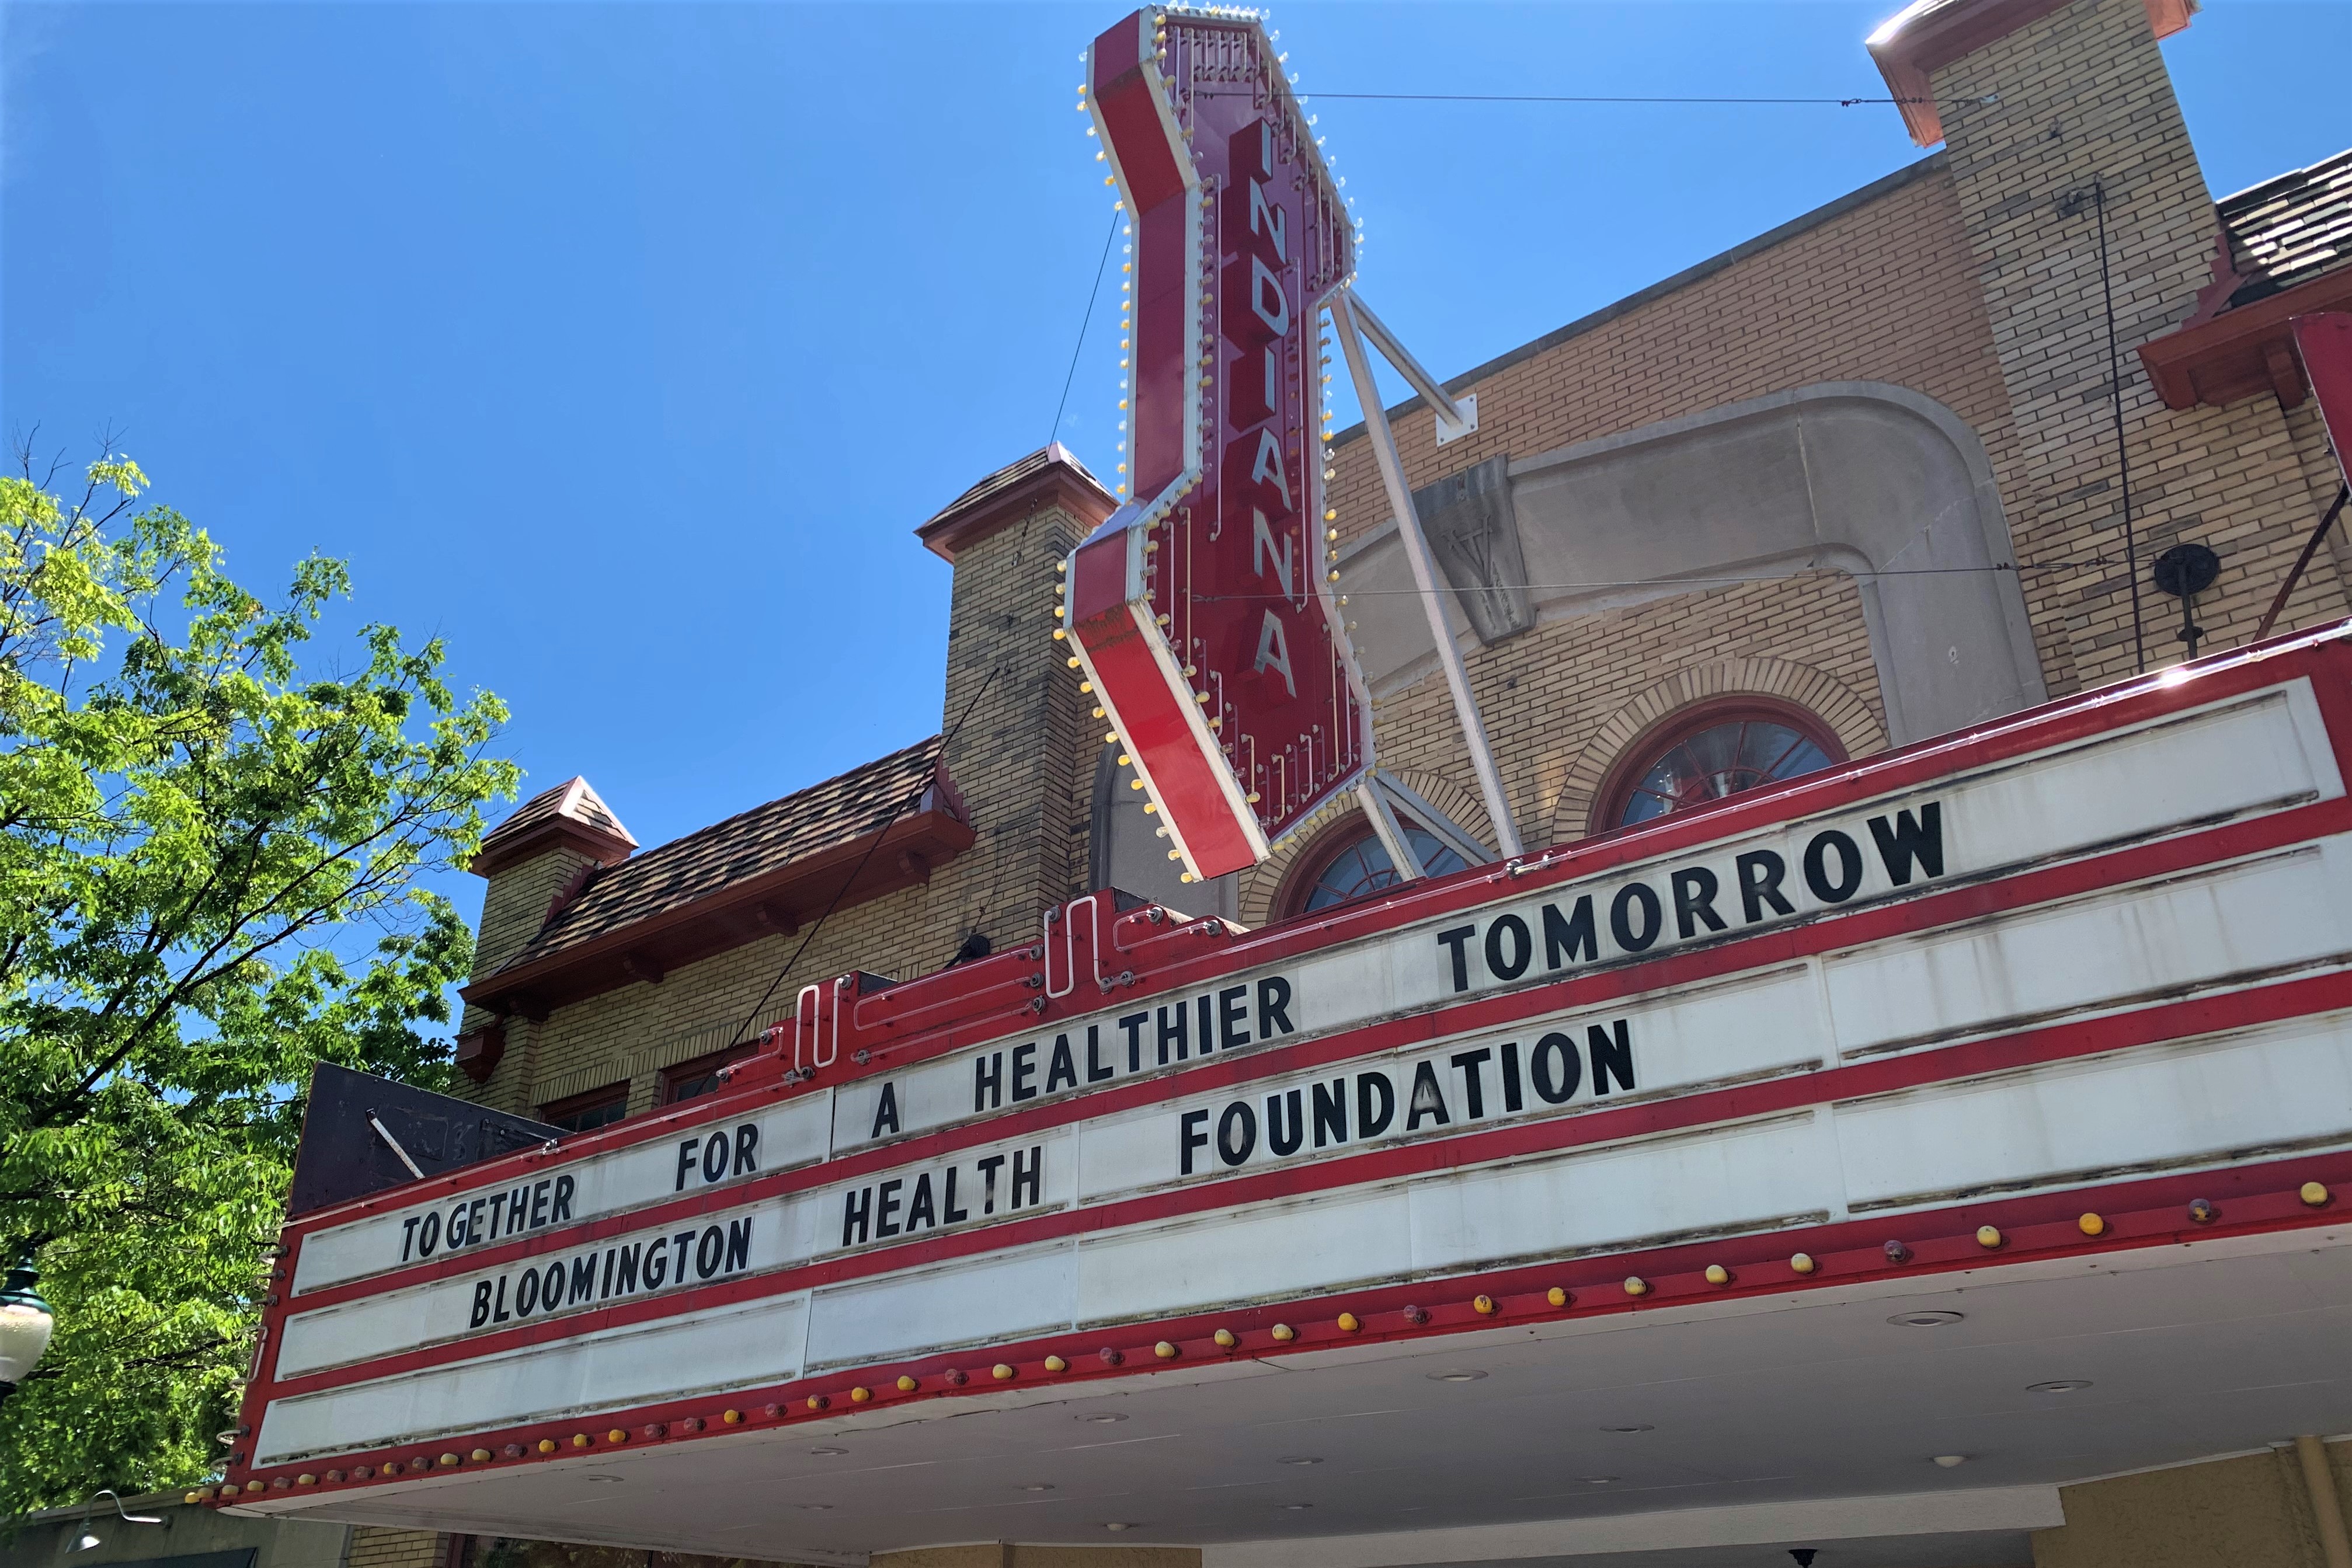 INDIANA
TOGETHER FOR A HEALTHIER TOMORROW
BLOOMINGTON HEALTH FOUNDATION